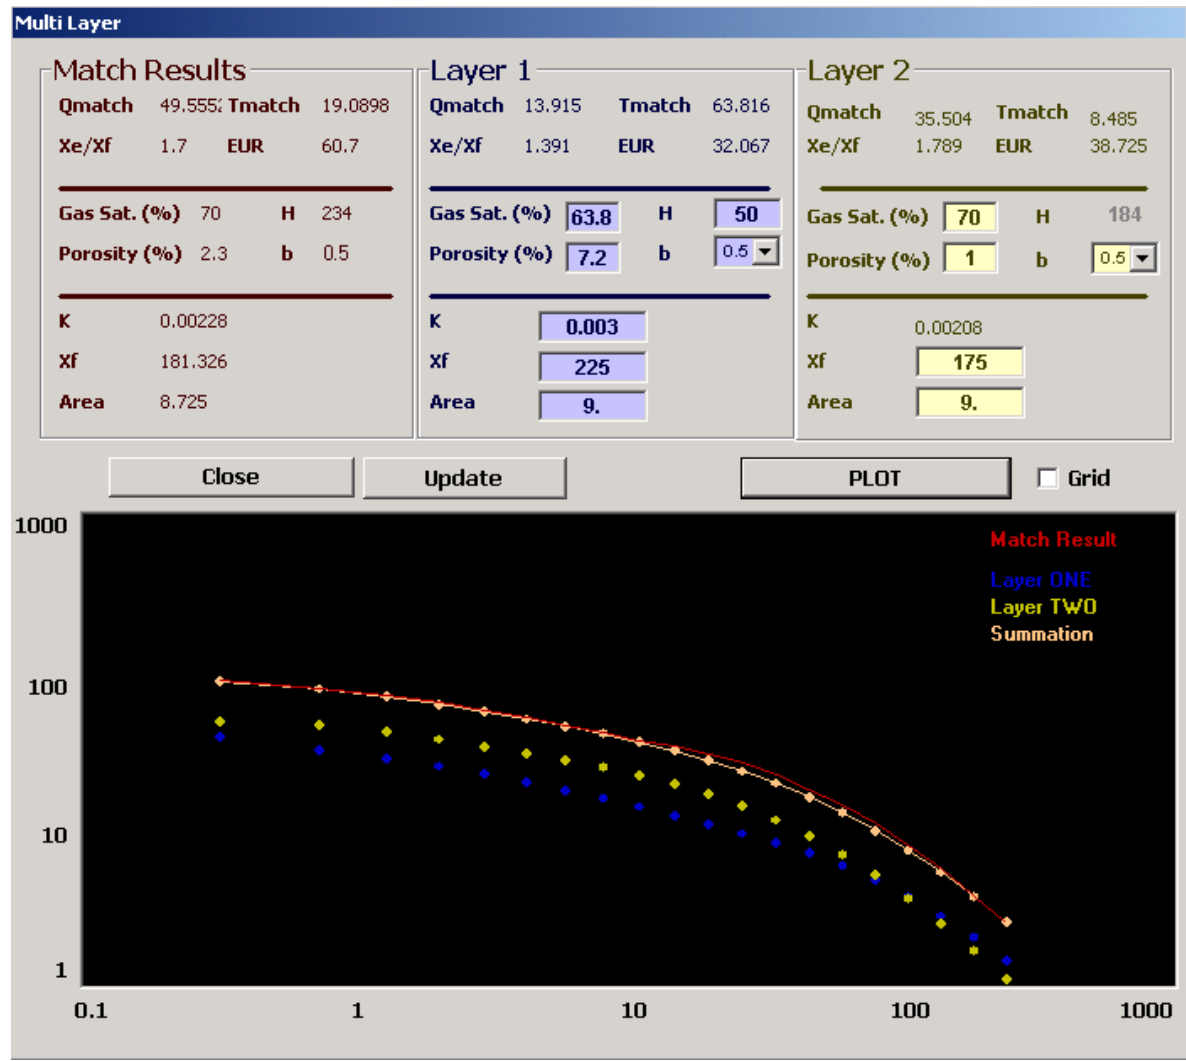 Multi Layer
Match Results
Qmatch 49.555 Tmatch 19.0898
Xe/Xf 1.7 EUR 60.7
Gas Sat. (%) 70 H 234
Porosity (%) 2.3 b 0.5
K 0.00228
Xf 181.326
Area 8.725
Layer 1
Qmatch 13.915 Tmatch 63.816
Xe/Xf 1.391 EUR 32.067
Gas Sat. (%) 63.8 H 50
Porosity (%) 7.2 b 0.5
K 0.003
Xf 225
Area 9.
Layer 2
Qmatch 35.504 Tmatch 8.485
Xe/Xf 1.789 EUR 38.725
Gas Sat. (%) 70 H 184
Porosity (%) 1 b 0.5
K 0.00208
Xf 175
Area 9.
Close Update PLOT Grid
1000
100
10
1
Match Result
Layer ONE
Layer TWO
Summation
0.1 1 10 100 1000